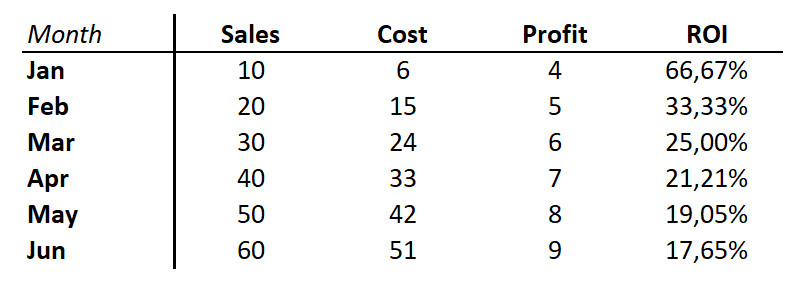 Month Sales Cost Profit ROI
Jan 10 6 4 66,67%
Feb 20 15 5 33,33%
Mar 30 24 6 25,00%
Apr 40 33 7 21,21%
May 50 42 8 19,05%
Jun 60 51 9 17,65%